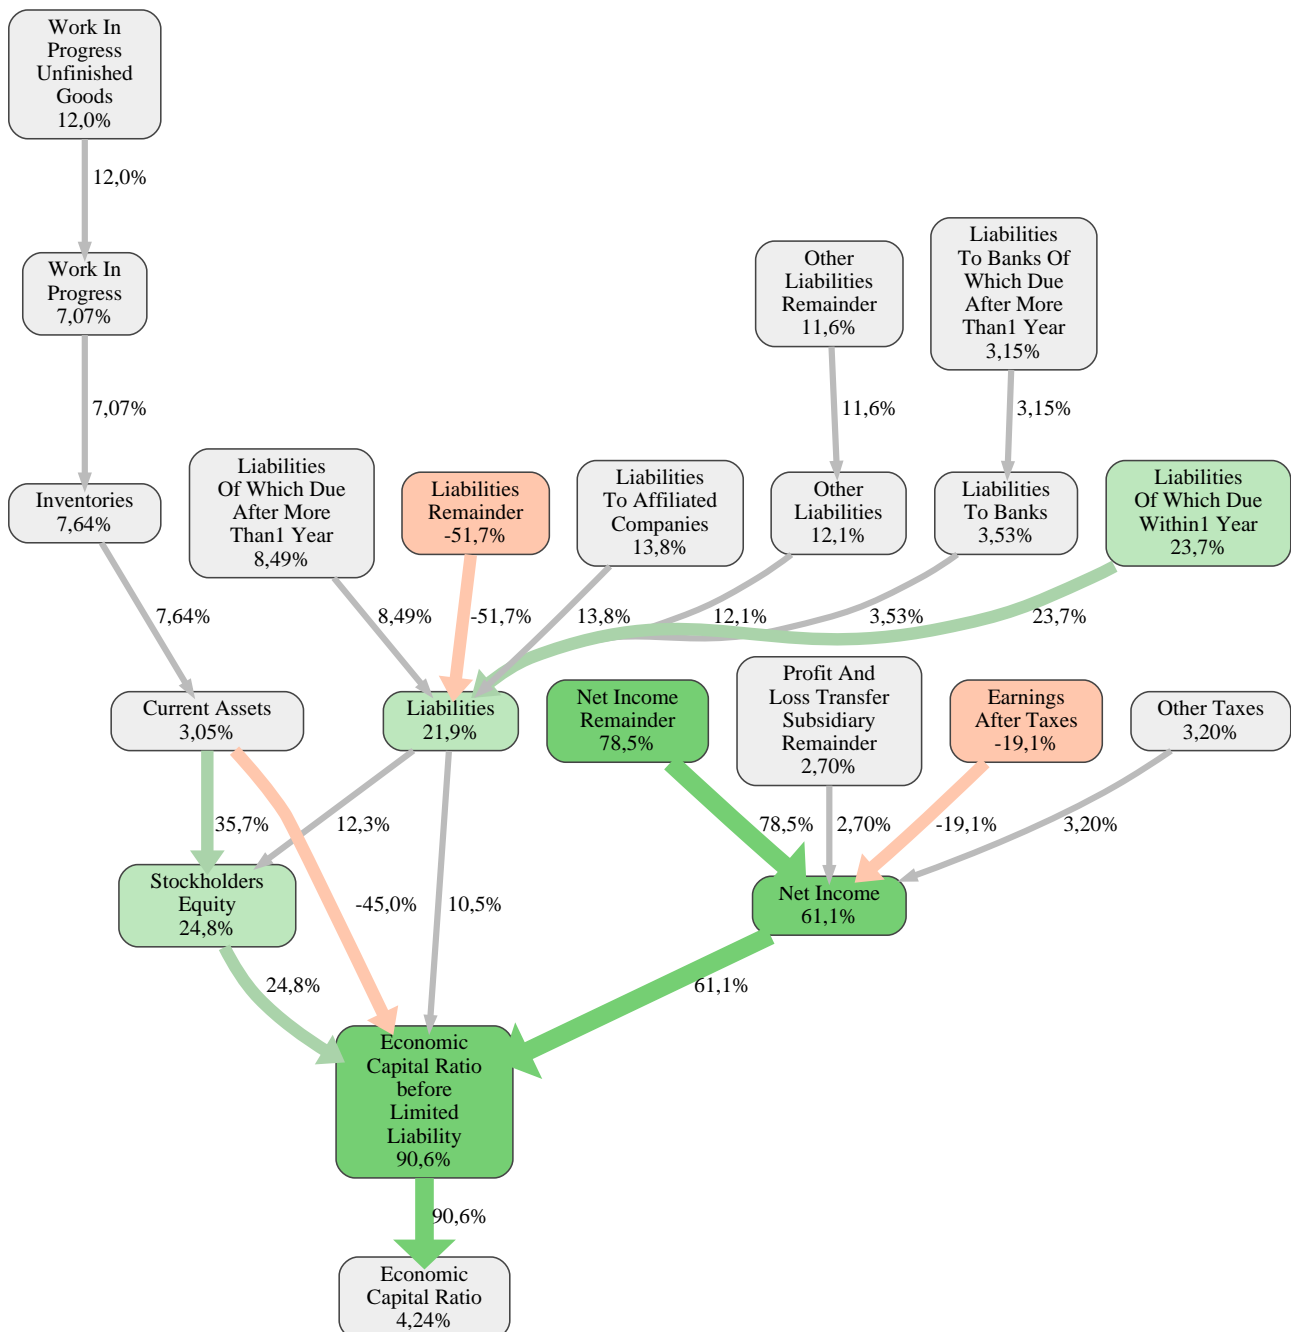 Work In
Progress
Unfinished
Goods
12,0%
12,0%
Work In
Progress
7,07%
Other
Liabilities
Remainder
11,6%
Liabilities
To Banks Of
Which Due
After More
Than1 Year
3,15%
7,07%
11,6%
3,15%
Inventories
7,64%
Liabilities
Of Which Due
After More
Than1 Year
8,49%
Liabilities
Remainder
-51,7%
Liabilities
To Affiliated
Companies
13,8%
Other
Liabilities
12,1%
Liabilities
To Banks
3,53%
Liabilities
Of Which Due
Within1 Year
23,7%
7,64%
8,49%
-51,7%
13,8%
12,1%
3,53%
23,7%
Current Assets
3,05%
Liabilities
21,9%
Net Income
Remainder
78,5%
Profit And
Loss Transfer
Subsidiary
Remainder
2,70%
Earnings
After Taxes
-19,1%
Other Taxes
3,20%
35,7%
12,3%
78,5%
2,70%
-19,1%
3,20%
Stockholders
Equity
24,8%
-45,0%
10,5%
Net Income
61,1%
24,8%
61,1%
Economic
Capital Ratio
before
Limited
Liability
90,6%
90,6%
Economic
Capital Ratio
4,24%